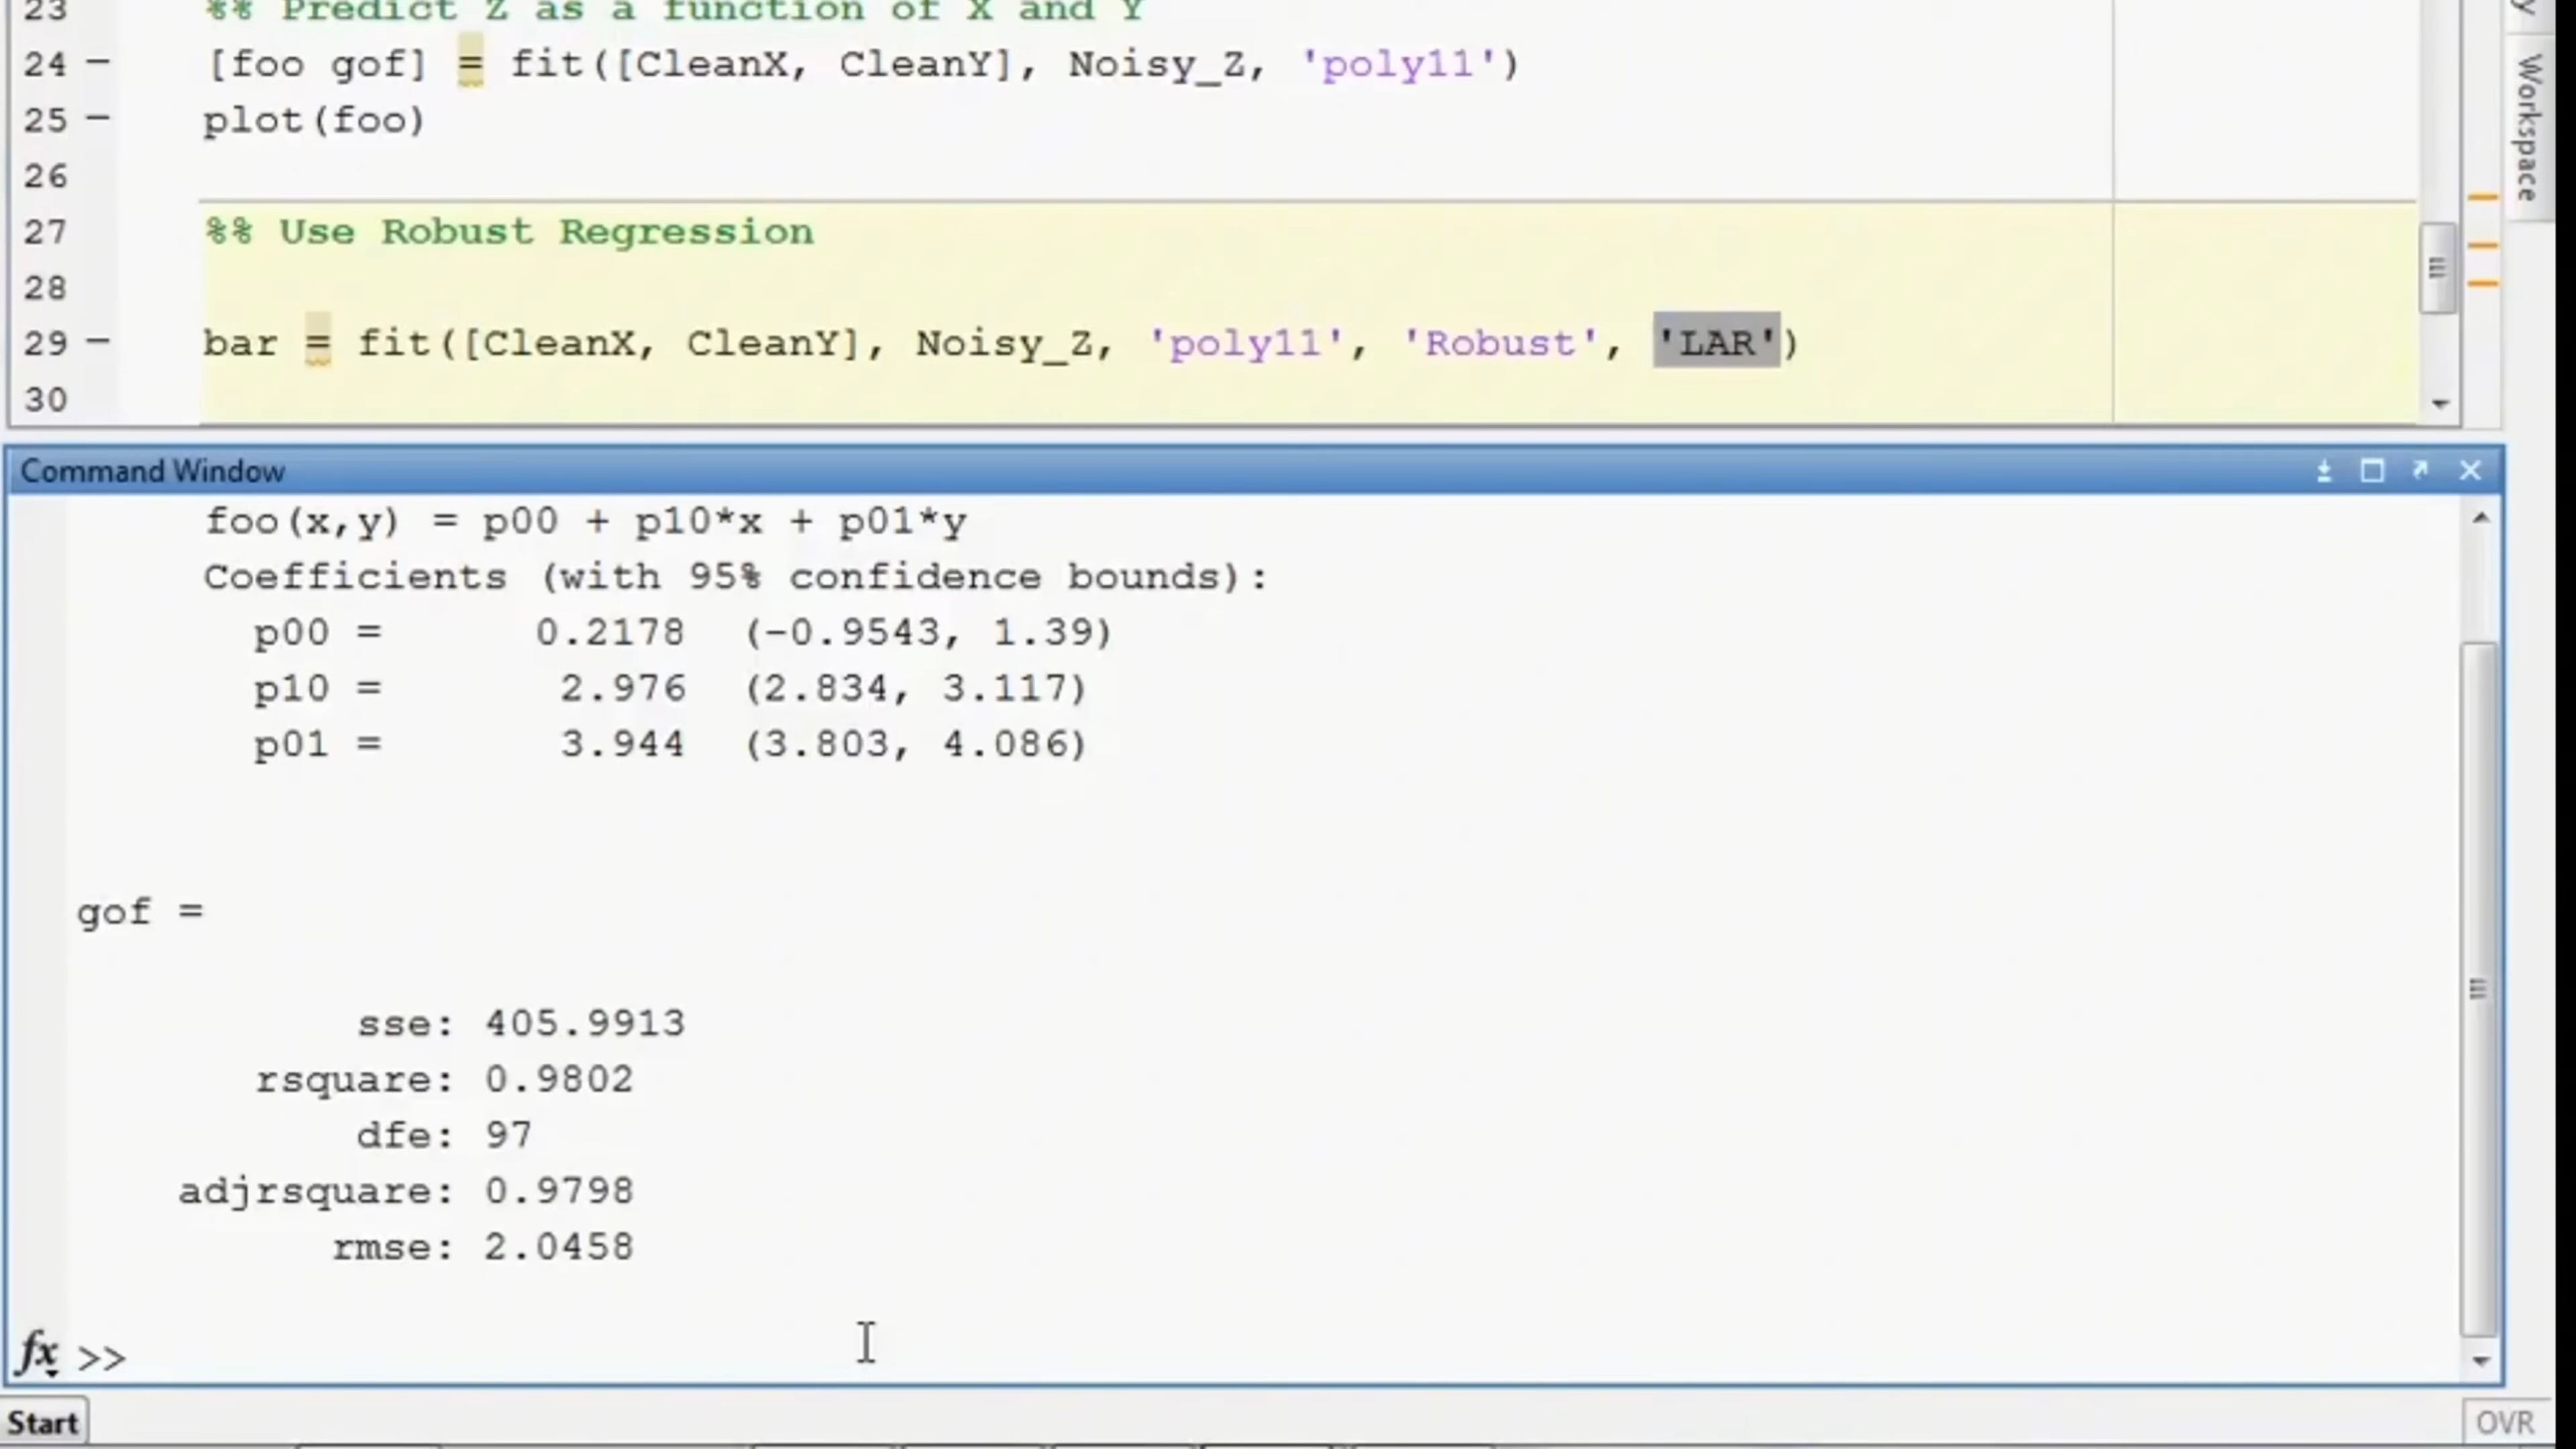 23 %% Predict Z as a function of X and Y
24 - [foo gof] = fit([CleanX, CleanY], Noisy_Z, 'poly11')
25 - plot(foo)
26
27 %% Use Robust Regression
28
29 - bar = fit([CleanX, CleanY], Noisy_Z, 'poly11', 'Robust', 'LAR')
30
Workspace
Command Window
foo(x,y) = p00 + p10*x + p01*y
Coefficients (with 95% confidence bounds):
p00 = 0.2178 (-0.9543, 1.39)
p10 = 2.976 (2.834, 3.117)
p01 = 3.944 (3.803, 4.086)
gof =
sse: 405.9913
rsquare: 0.9802
dfe: 97
adjrsquare: 0.9798
rmse: 2.0458
fx >>
Start
OVR